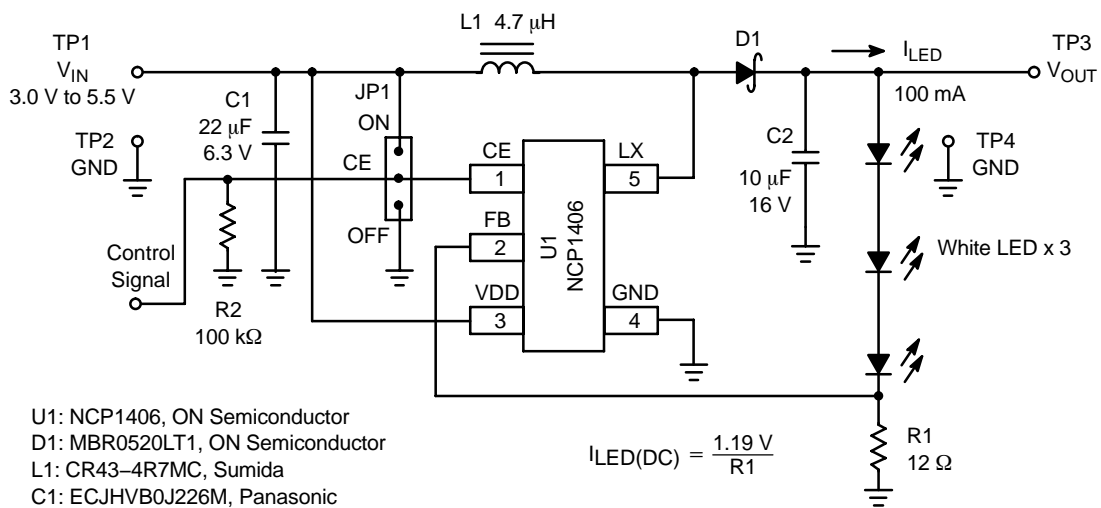 L1 4.7 μH
TP1
VIN
3.0 V to 5.5 V
D1
ILED
100 mA
TP3
VOUT
C1
22 μF
6.3 V
JP1
ON
TP2
GND
CE
CE
1
LX
5
C2
10 μF
16 V
TP4
GND
FB
2
U1
NCP1406
OFF
Control
Signal
White LED x 3
R2
100 kΩ
VDD
3
GND
4
U1: NCP1406, ON Semiconductor
D1: MBR0520LT1, ON Semiconductor
L1: CR43–4R7MC, Sumida
C1: ECJHVB0J226M, Panasonic
ILED(DC) = 1.19 V
R1
R1
12 Ω